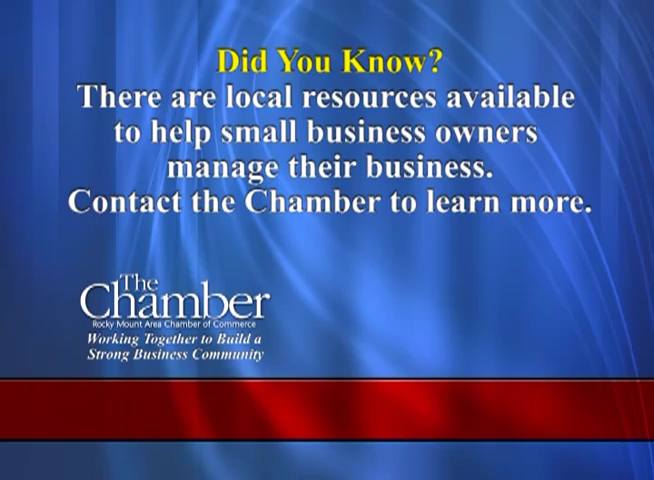 Did You Know?
There are local resources available
to help small business owners
manage their business.
Contact the Chamber to learn more.
The
Chamber
Rocky Mount Area Chamber of Commerce
Working Together to Build a
Strong Business Community